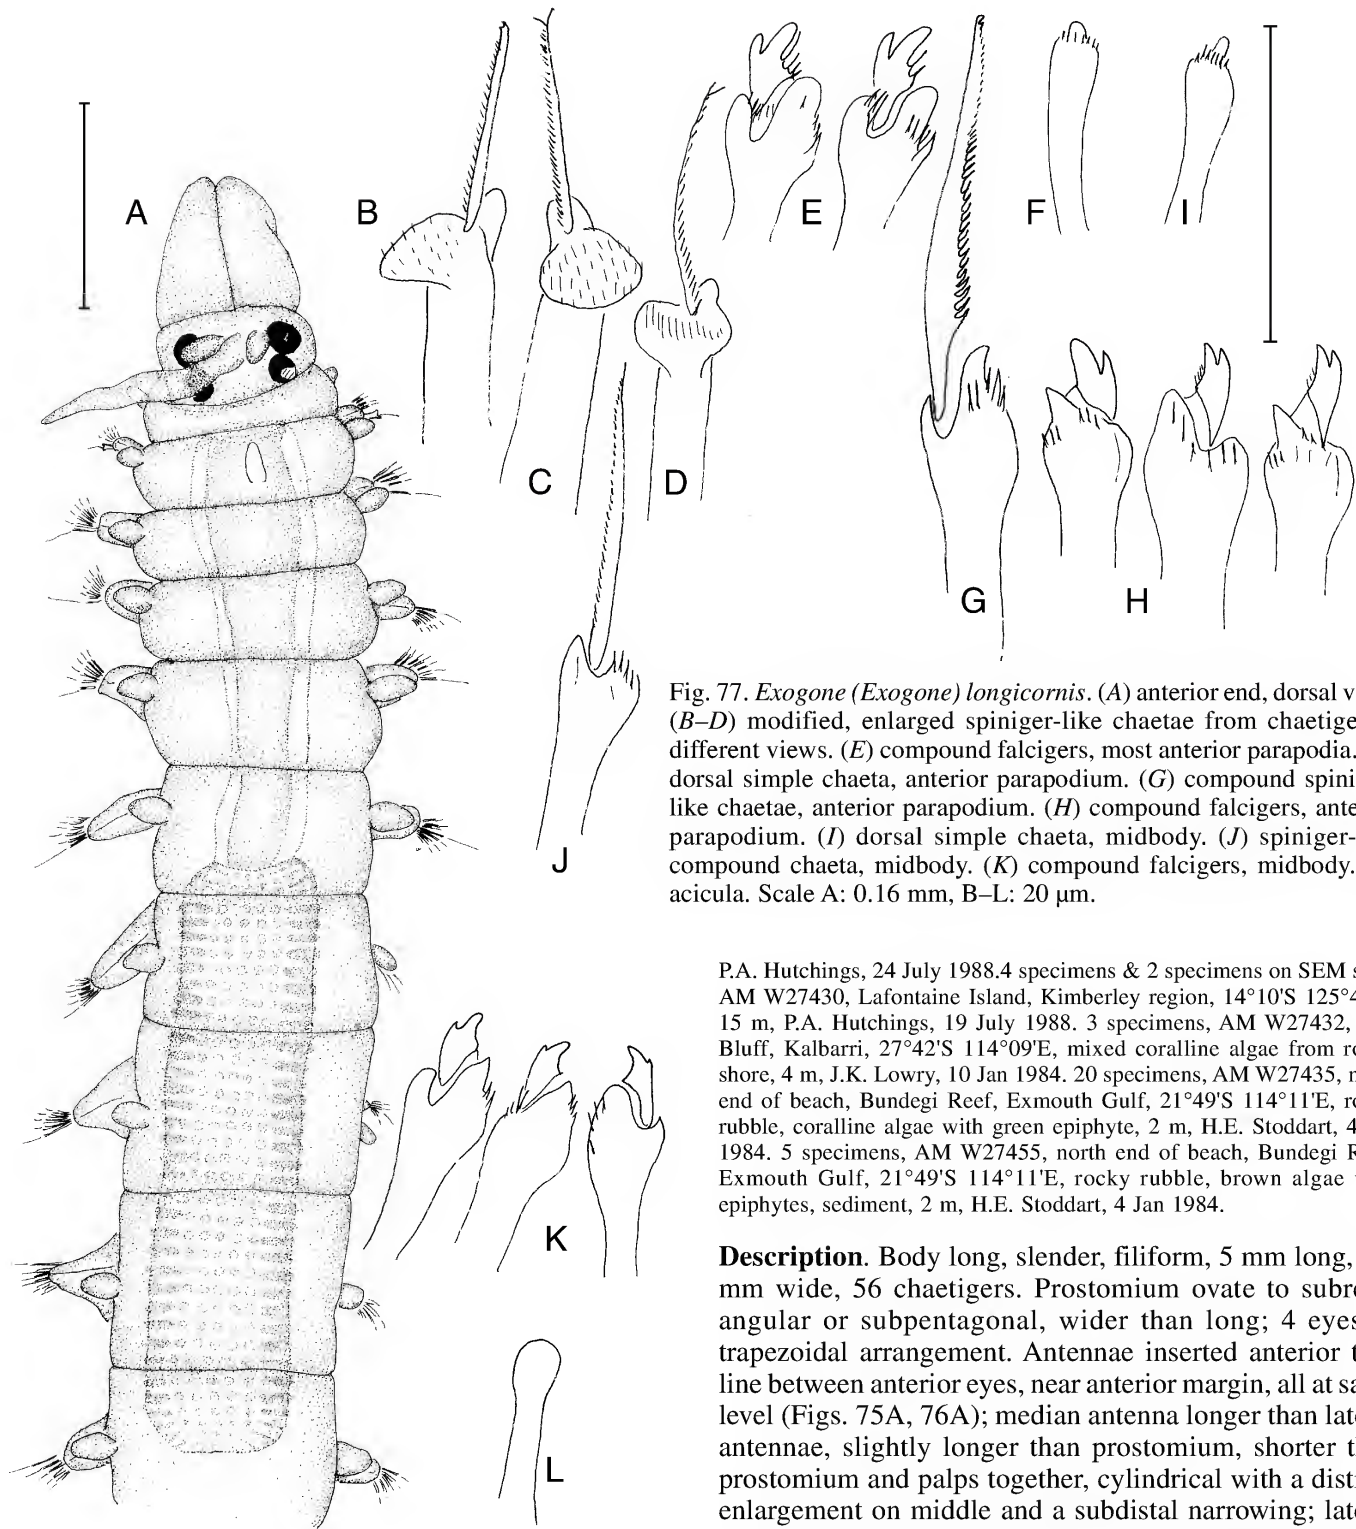 A
B
C
D
E
F
I
G
H
J
K
L
Fig. 77. Exogone (Exogone) longicornis. (A) anterior end, dorsal v
(B–D) modified, enlarged spiniger-like chaetae from chaetige
different views. (E) compound falcigers, most anterior parapodia.
dorsal simple chaeta, anterior parapodium. (G) compound spini
like chaetae, anterior parapodium. (H) compound falcigers, ante
parapodium. (I) dorsal simple chaeta, midbody. (J) spiniger-
compound chaeta, midbody. (K) compound falcigers, midbody.
acicula. Scale A: 0.16 mm, B–L: 20 µm.
P.A. Hutchings, 24 July 1988.4 specimens & 2 specimens on SEM s
AM W27430, Lafontaine Island, Kimberley region, 14°10'S 125°4
15 m, P.A. Hutchings, 19 July 1988. 3 specimens, AM W27432,
Bluff, Kalbarri, 27°42'S 114°09'E, mixed coralline algae from ro
shore, 4 m, J.K. Lowry, 10 Jan 1984. 20 specimens, AM W27435, n
end of beach, Bundegi Reef, Exmouth Gulf, 21°49'S 114°11'E, ro
rubble, coralline algae with green epiphyte, 2 m, H.E. Stoddart, 4
1984. 5 specimens, AM W27455, north end of beach, Bundegi R
Exmouth Gulf, 21°49'S 114°11'E, rocky rubble, brown algae
epiphytes, sediment, 2 m, H.E. Stoddart, 4 Jan 1984.
Description. Body long, slender, filiform, 5 mm long,
mm wide, 56 chaetigers. Prostomium ovate to subre
angular or subpentagonal, wider than long; 4 eyes
trapezoidal arrangement. Antennae inserted anterior t
line between anterior eyes, near anterior margin, all at sa
level (Figs. 75A, 76A); median antenna longer than late
antennae, slightly longer than prostomium, shorter th
prostomium and palps together, cylindrical with a disti
enlargement on middle and a subdistal narrowing; late